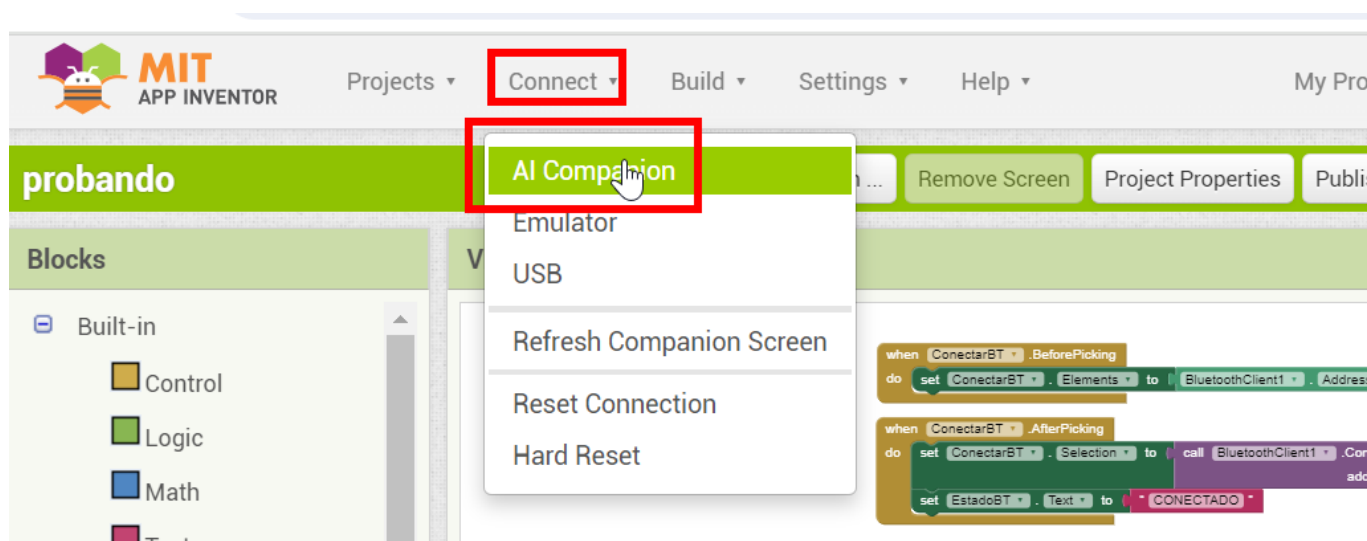 MIT
APP INVENTOR
Projects Connect Build Settings Help My Pro
probando
AI Companion
... Remove Screen Project Properties Publi
Emulator
USB
Refresh Companion Screen
Reset Connection
Hard Reset
Blocks
V
Built-in
Control
Logic
Math
when ConectarBT .BeforePicking
do set ConectarBT . Elements to BluetoothClient1 . Address
when ConectarBT .AfterPicking
do set ConectarBT . Selection to call BluetoothClient1 .Con
add
set EstadoBT . Text to " CONECTADO "